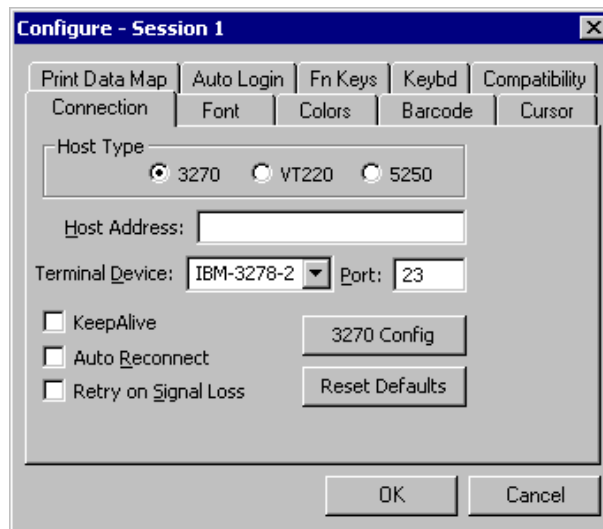 Configure - Session 1
Print Data Map Auto Login Fn Keys Keybd Compatibility
Connection Font Colors Barcode Cursor
Host Type
3270 VT220 5250
Host Address:
Terminal Device: IBM-3278-2 Port: 23
KeepAlive
3270 Config
Auto Reconnect
Reset Defaults
Retry on Signal Loss
OK Cancel